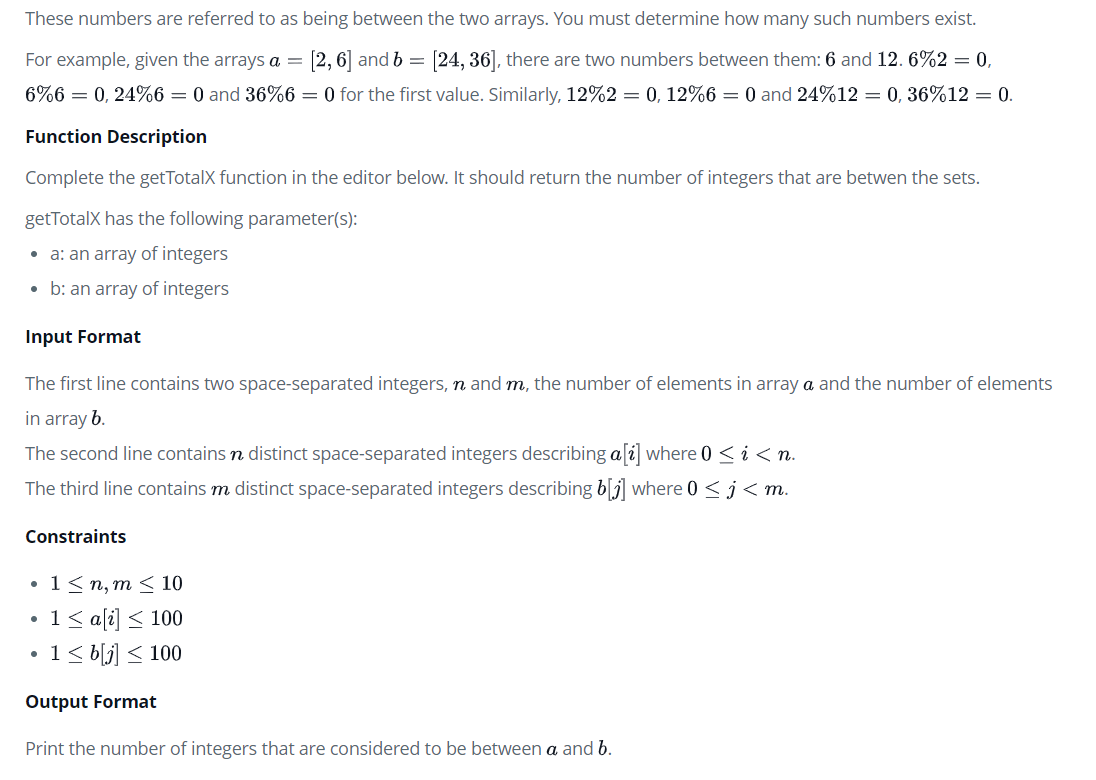 These numbers are referred to as being between the two arrays. You must determine how many such numbers exist.
For example, given the arrays a = [2, 6] and b = [24, 36], there are two numbers between them: 6 and 12. 6%2 = 0,
6%6 = 0, 24%6 = 0 and 36%6 = 0 for the first value. Similarly, 12%2 = 0, 12%6 = 0 and 24%12 = 0, 36%12 = 0.
Function Description
Complete the getTotalX function in the editor below. It should return the number of integers that are betwen the sets.
getTotalX has the following parameter(s):
• a: an array of integers
• b: an array of integers
Input Format
The first line contains two space-separated integers, n and m, the number of elements in array a and the number of elements
in array b.
The second line contains n distinct space-separated integers describing a[i] where 0 ≤ i < n.
The third line contains m distinct space-separated integers describing b[j] where 0 ≤ j < m.
Constraints
• 1 ≤ n, m ≤ 10
• 1 ≤ a[i] ≤ 100
• 1 ≤ b[j] ≤ 100
Output Format
Print the number of integers that are considered to be between a and b.